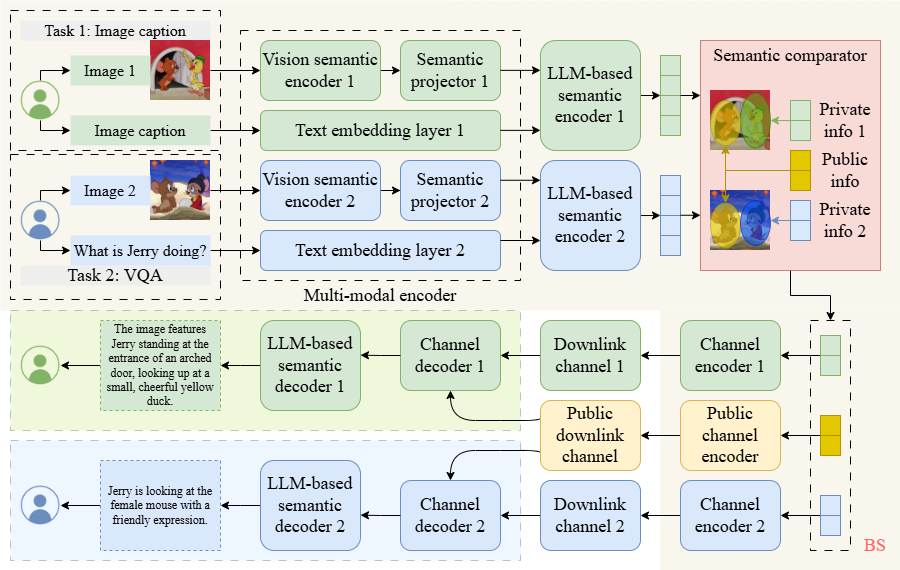 Task 1: Image caption
Image 1
Image caption
Vision semantic
encoder 1
Semantic
projector 1
Text embedding layer 1
LLM-based
semantic
encoder 1
Semantic comparator
Private
info 1
Public
info
Private
info 2
Image 2
What is Jerry doing?
Task 2: VQA
Vision semantic
encoder 2
Semantic
projector 2
Text embedding layer 2
LLM-based
semantic
encoder 2
Multi-modal encoder
The image features
Jerry standing at the
entrance of an arched
door, looking up at a
small, cheerful yellow
duck.
LLM-based
semantic
decoder 1
Channel
decoder 1
Downlink
channel 1
Channel
encoder 1
Public
downlink
channel
Public
channel
encoder
Jerry is looking at the
female mouse with a
friendly expression.
LLM-based
semantic
decoder 2
Channel
decoder 2
Downlink
channel 2
Channel
encoder 2
BS